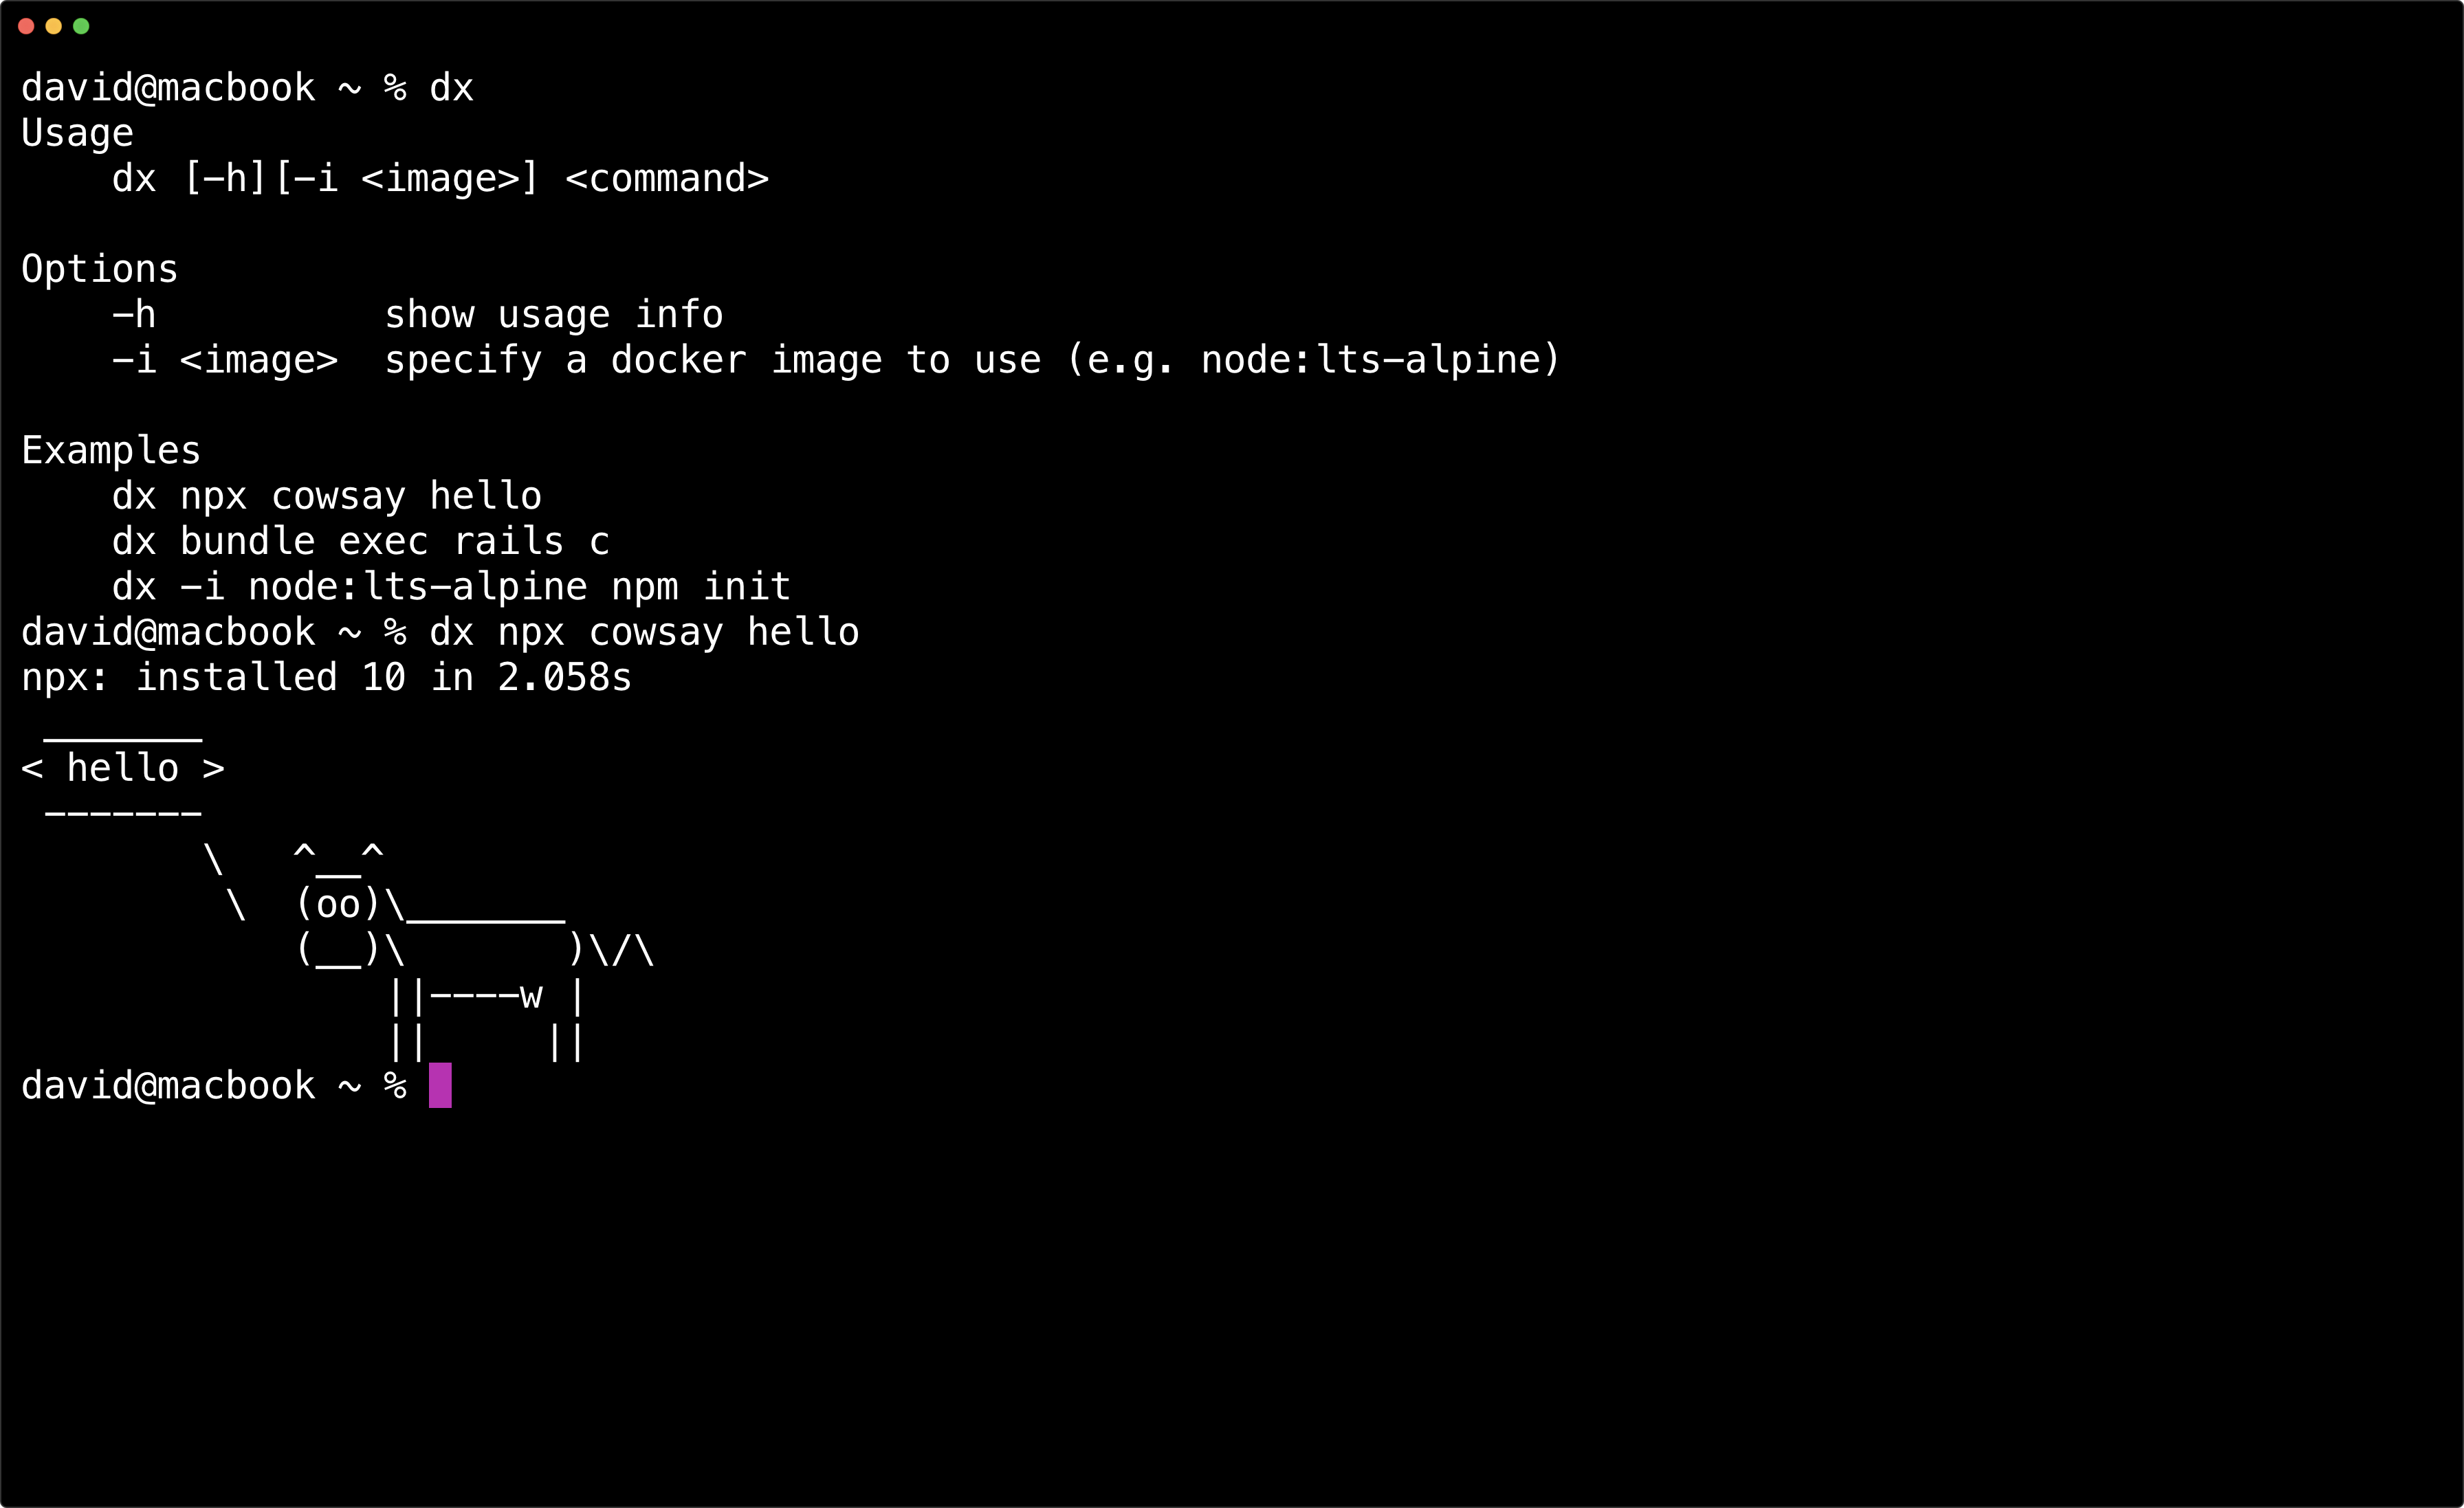 david@macbook ~ % dx
Usage
    dx [-h][-i <image>] <command>

Options
    -h          show usage info
    -i <image>  specify a docker image to use (e.g. node:lts-alpine)

Examples
    dx npx cowsay hello
    dx bundle exec rails c
    dx -i node:lts-alpine npm init
david@macbook ~ % dx npx cowsay hello
npx: installed 10 in 2.058s
 _______
< hello >
 -------
        \   ^__^
         \  (oo)\_______
            (__)\       )\/\
                ||----w |
                ||     ||
david@macbook ~ %